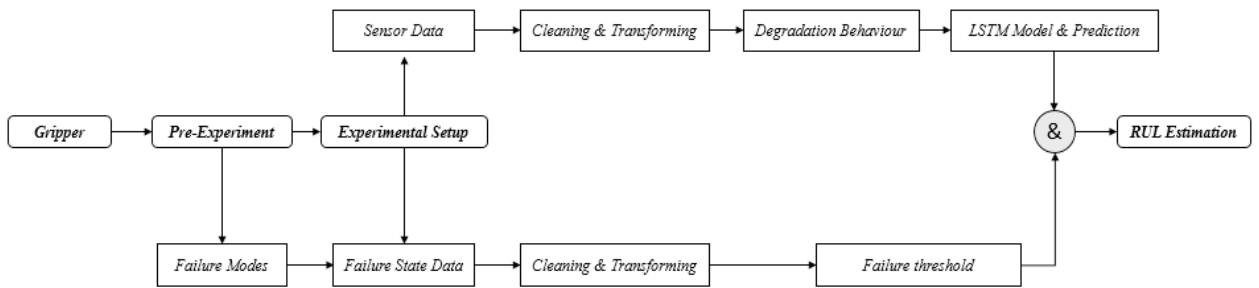 Sensor Data
Cleaning & Transforming
Degradation Behaviour
LSTM Model & Prediction
Gripper
Pre-Experiment
Experimental Setup
&
RUL Estimation
Failure Modes
Failure State Data
Cleaning & Transforming
Failure threshold